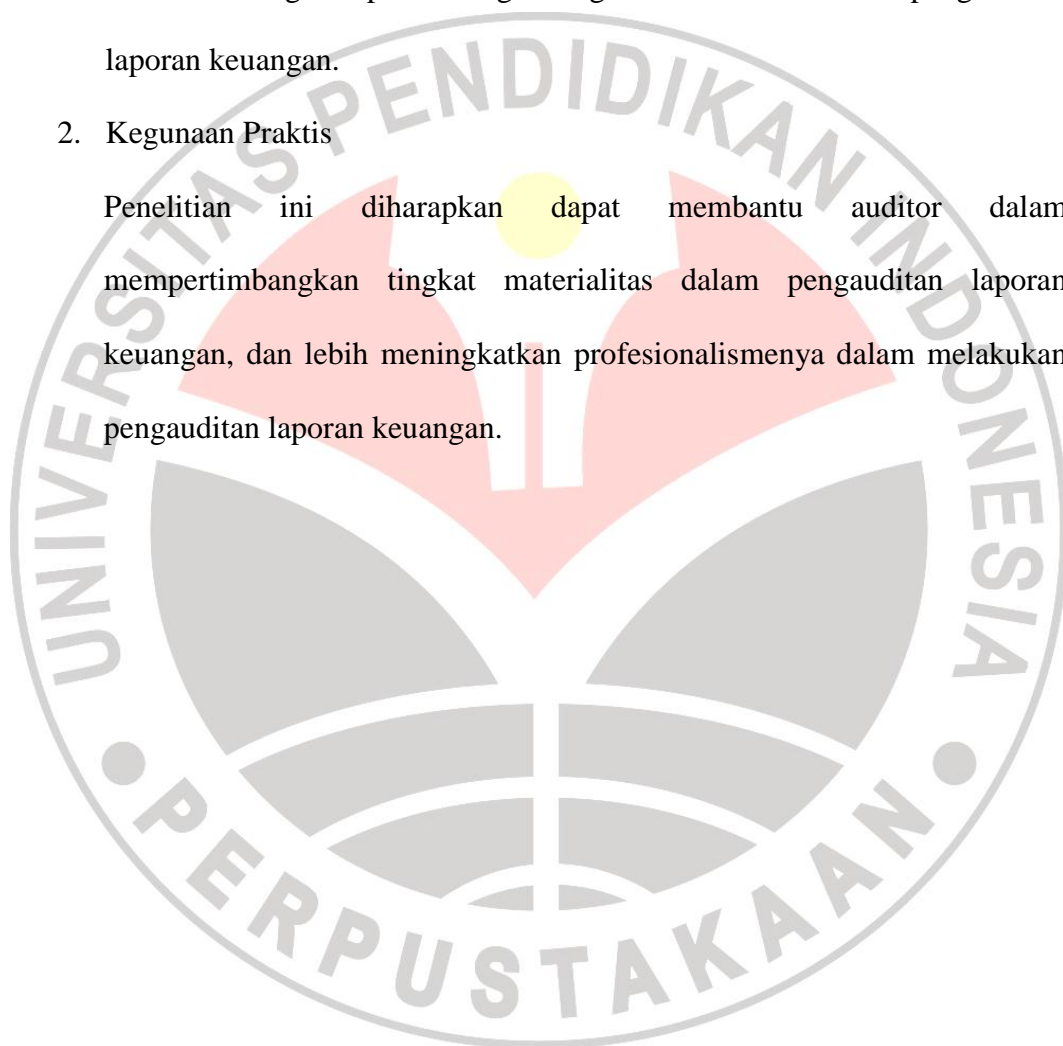 laporan keuangan.
2. Kegunaan Praktis
Penelitian ini diharapkan dapat membantu auditor dalam
mempertimbangkan tingkat materialitas dalam pengauditan laporan
keuangan, dan lebih meningkatkan profesionalismenya dalam melakukan
pengauditan laporan keuangan.
UNIVERSITAS PENDIDIKAN INDONESIA
PERPUSTAKAAN